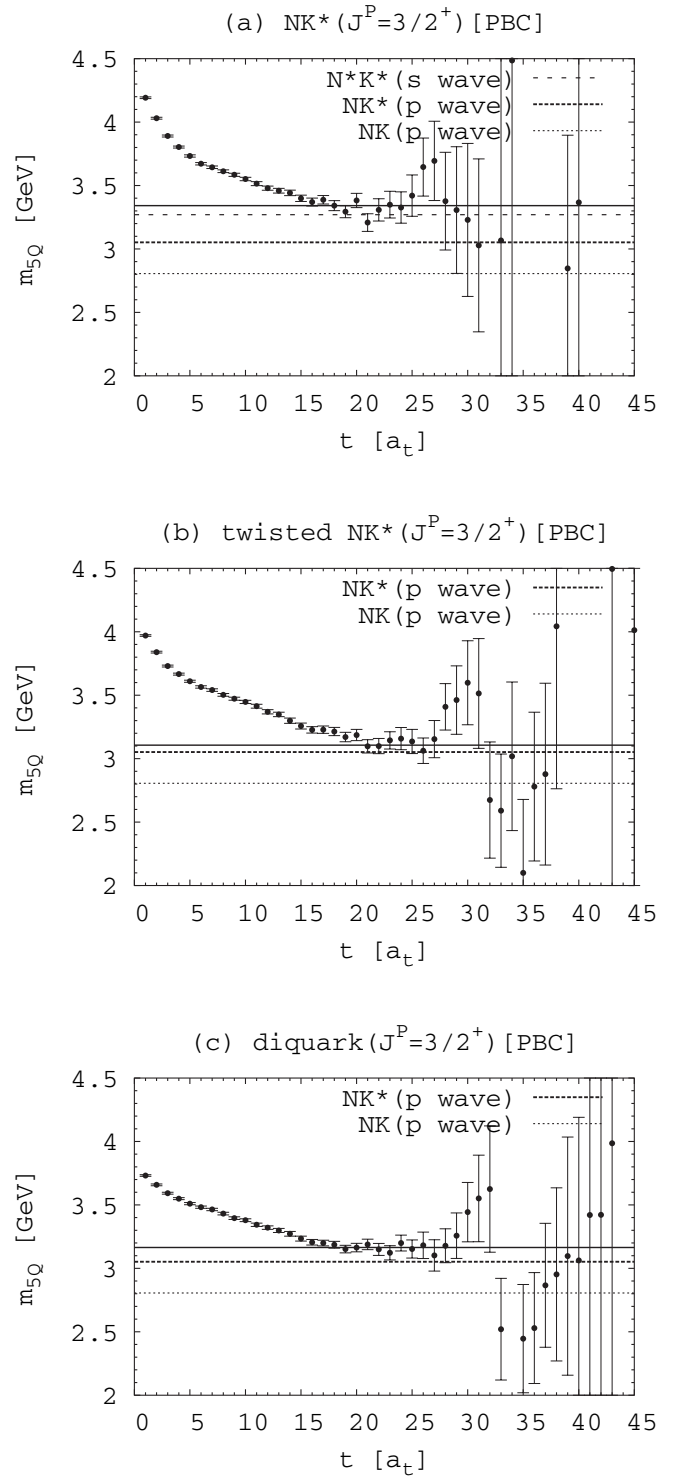 (a) NK*(J^P=3/2^+)[PBC]
4.5
N*K*(s wave)
NK*(p wave)
NK(p wave)
4
3.5
3
2.5
2
m_5Q [GeV]
0 5 10 15 20 25 30 35 40 45
t [a_t]
(b) twisted NK*(J^P=3/2^+)[PBC]
4.5
NK*(p wave)
NK(p wave)
4
3.5
3
2.5
2
m_5Q [GeV]
0 5 10 15 20 25 30 35 40 45
t [a_t]
(c) diquark(J^P=3/2^+)[PBC]
4.5
NK*(p wave)
NK(p wave)
4
3.5
3
2.5
2
m_5Q [GeV]
0 5 10 15 20 25 30 35 40 45
t [a_t]